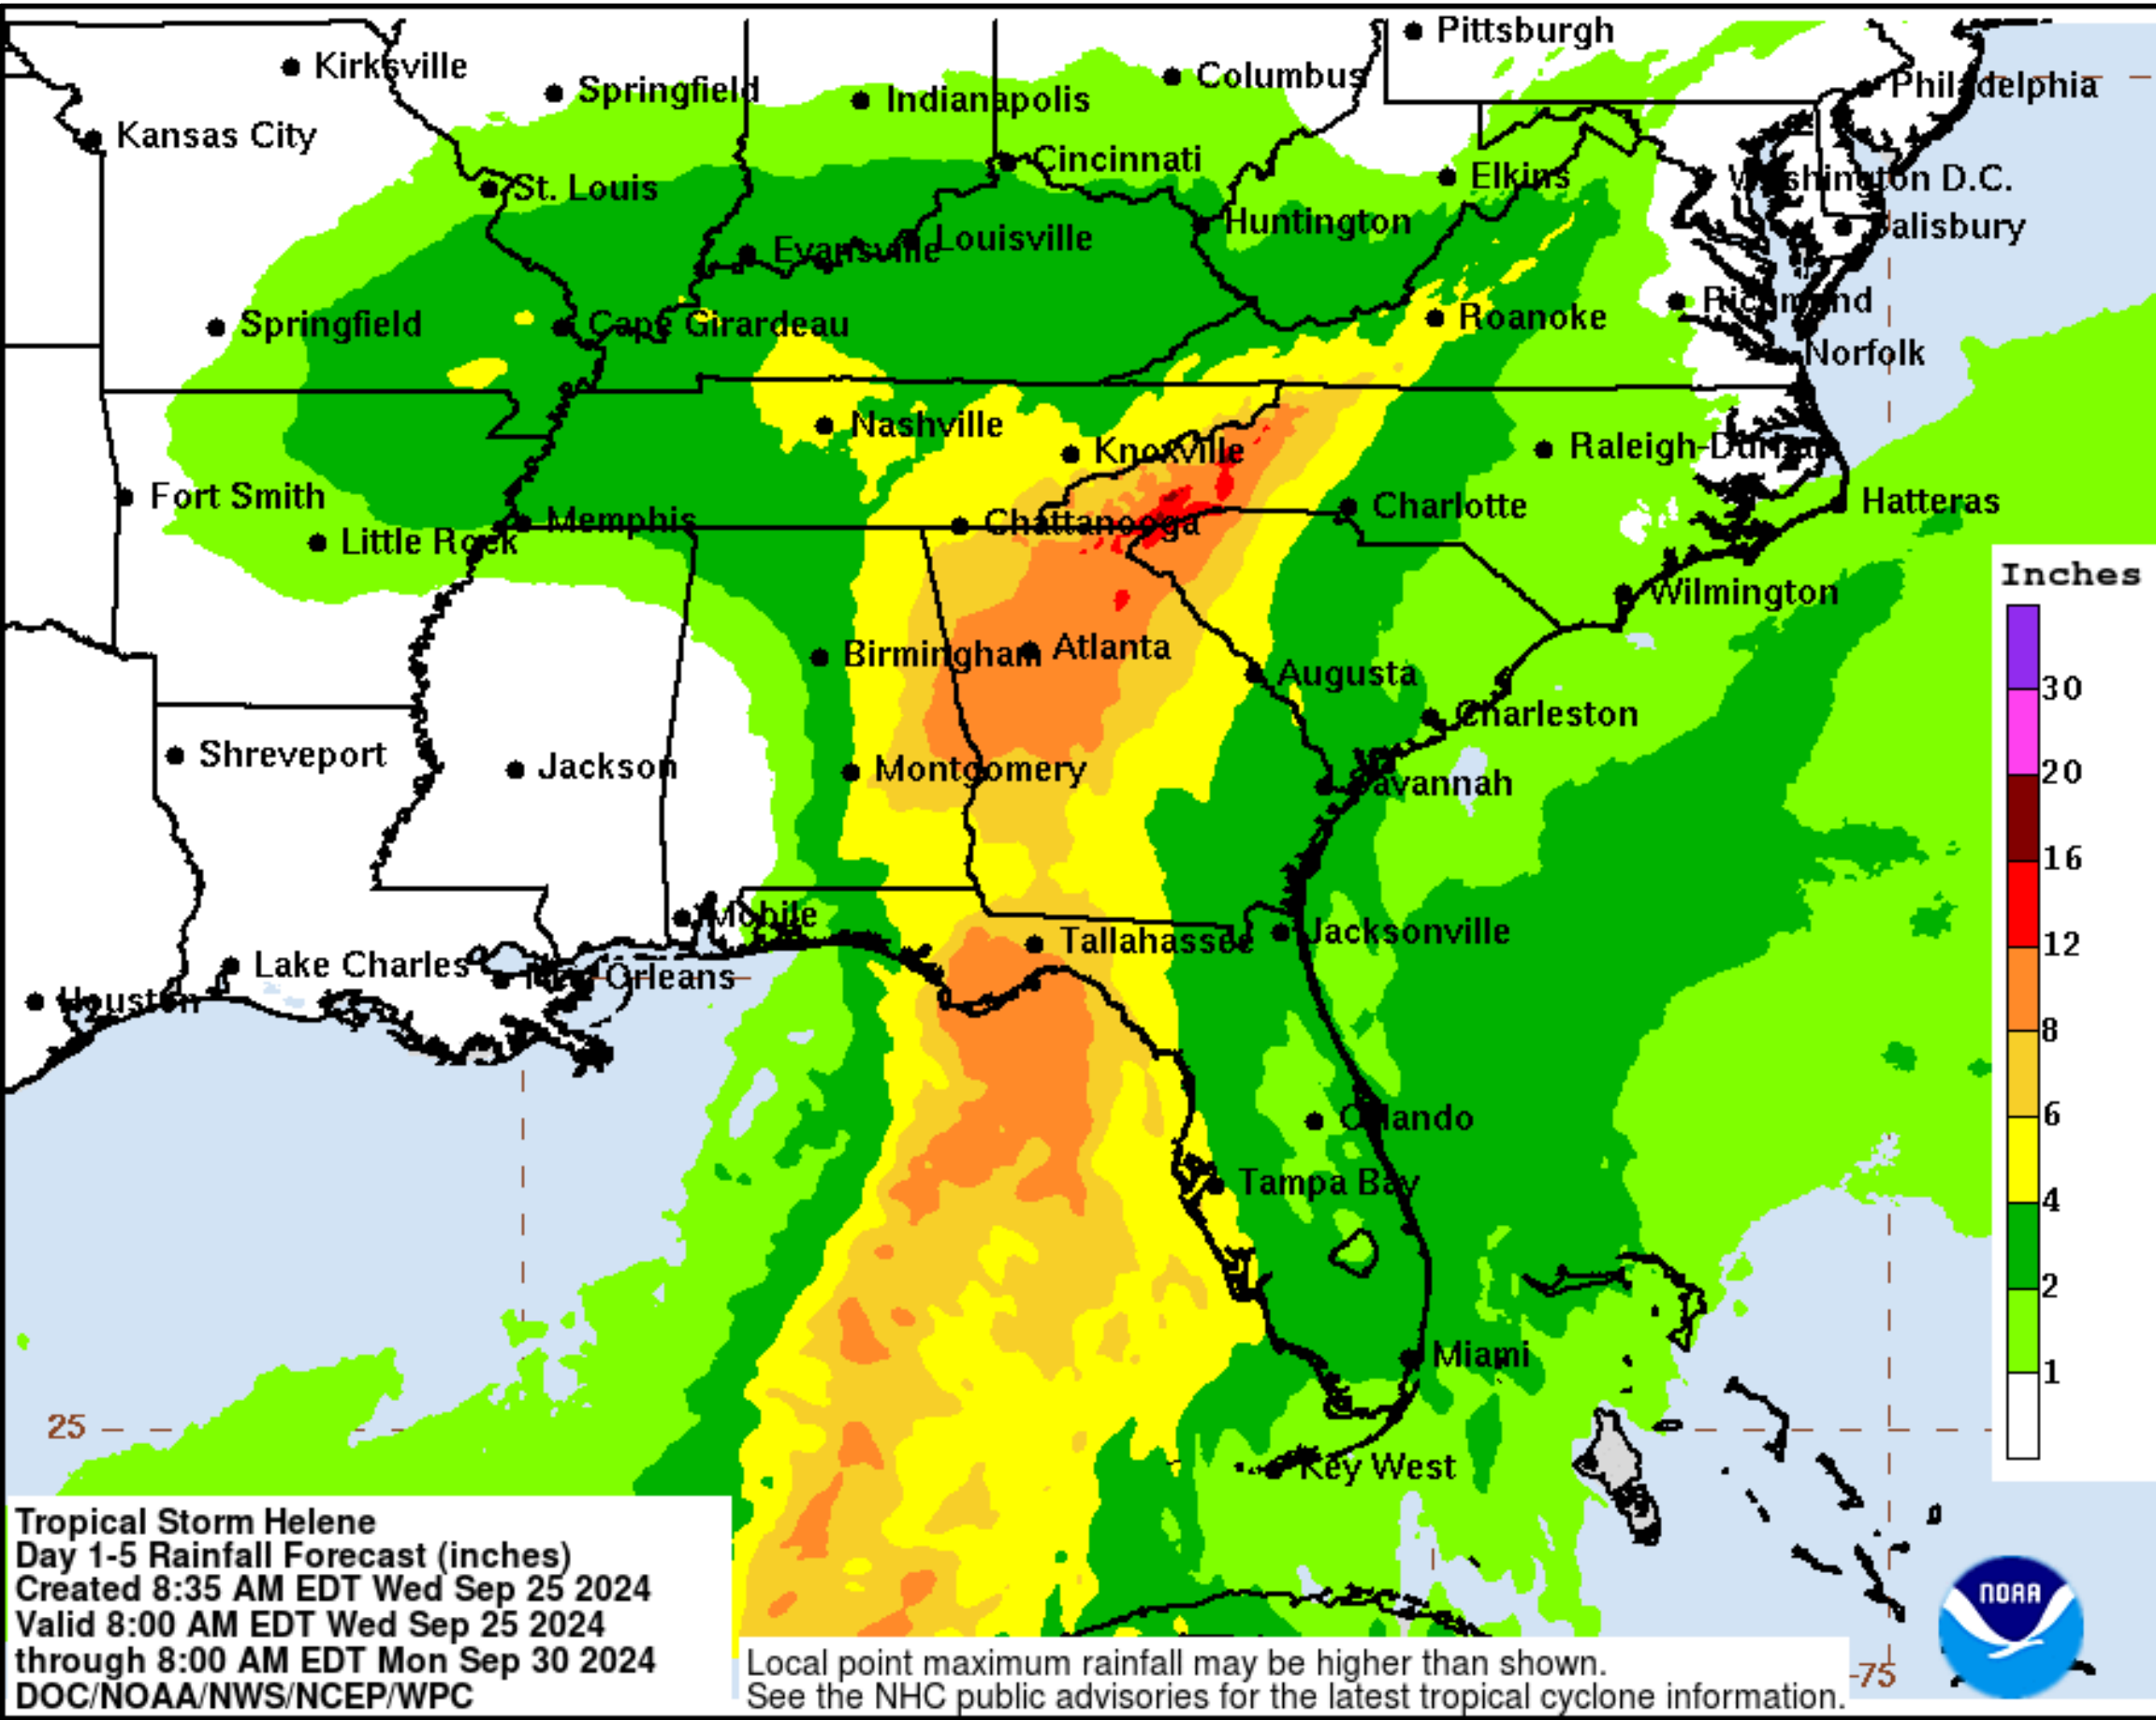 Pittsburgh
Kirksville
Springfield
Columbus
Philadelphia
Indianapolis
Kansas City
Cincinnati
Elkins
Washington D.C.
St. Louis
Huntington
Salisbury
Evansville
Louisville
Richmond
Springfield
Cape Girardeau
Roanoke
Norfolk
Nashville
Knoxville
Raleigh-Durham
Fort Smith
Hatteras
Charlotte
Memphis
Chattanooga
Little Rock
Inches
Wilmington
Birmingham
Atlanta
Augusta
30
Charleston
Shreveport
Jackson
Montgomery
20
Savannah
16
Mobile
Tallahassee
Jacksonville
12
Lake Charles
New Orleans
Houston
8
Orlando
6
Tampa Bay
4
2
Miami
1
25
Key West
Tropical Storm Helene
Day 1-5 Rainfall Forecast (inches)
Created 8:35 AM EDT Wed Sep 25 2024
Valid 8:00 AM EDT Wed Sep 25 2024
through 8:00 AM EDT Mon Sep 30 2024
DOC/NOAA/NWS/NCEP/WPC
NOAA
Local point maximum rainfall may be higher than shown.
See the NHC public advisories for the latest tropical cyclone information.
-75